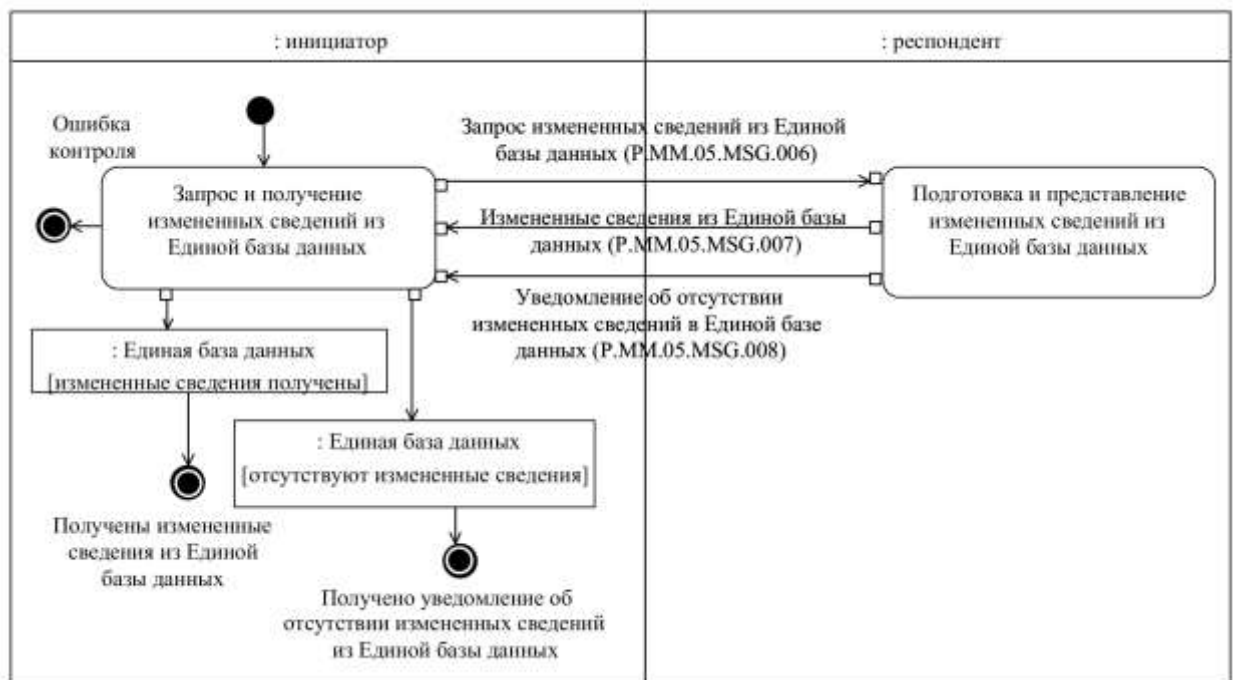 : инициатор
: респондент
Ошибка
контроля
Запрос измененных сведений из Единой
базы данных (P.MM.05.MSG.006)
Запрос и получение
измененных сведений из
Единой базы данных
Измененные сведения из Единой базы
данных (P.MM.05.MSG.007)
Подготовка и представление
измененных сведений из
Единой базы данных
Уведомление об отсутствии
измененных сведений в Единой базе
данных (P.MM.05.MSG.008)
: Единая база данных
[измененные сведения получены]
: Единая база данных
[отсутствуют измененные сведения]
Получены измененные
сведения из Единой
базы данных
Получено уведомление об
отсутствии измененных сведений
из Единой базы данных